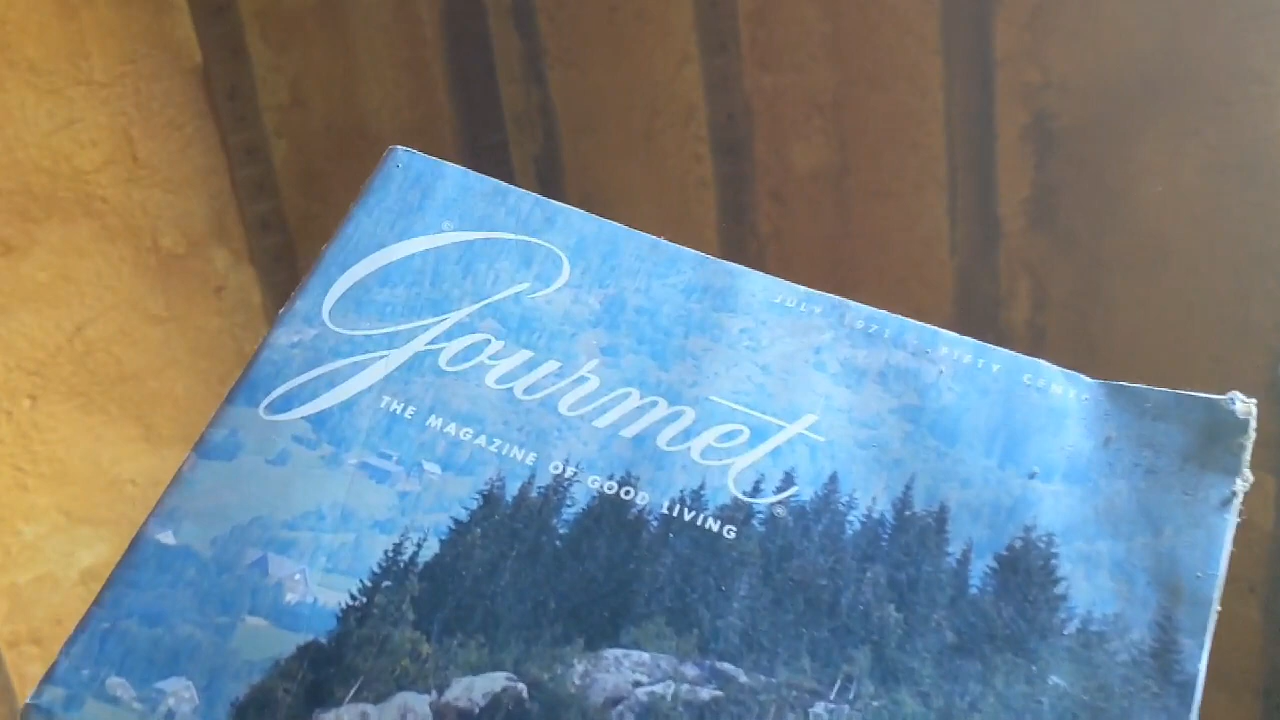 JULY 1971 FIFTY CENTS
©
Gourmet
®
THE MAGAZINE OF GOOD LIVING